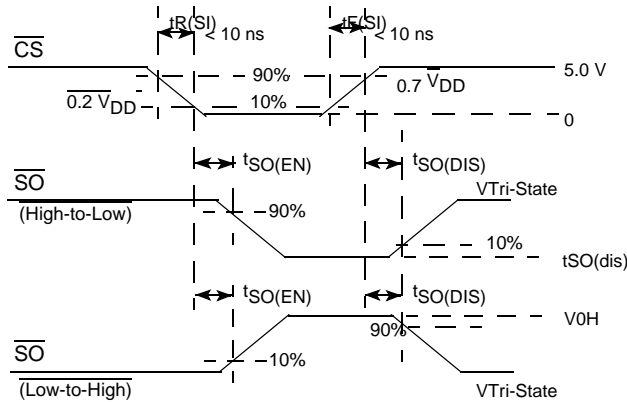 tR(SI) tF(SI)
< 10 ns < 10 ns
CS
90% 5.0 V
0.2 VDD 10% 0.7 VDD
0
tSO(EN) tSO(DIS)
SO VTri-State
(High-to-Low) 90%
10%
tSO(dis)
tSO(EN) tSO(DIS)
V0H
90%
SO
10%
(Low-to-High) VTri-State